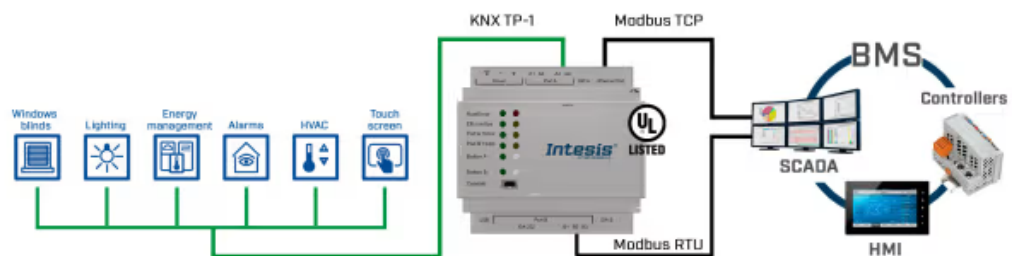 KNX TP-1
Modbus TCP
BMS
Controllers
Windows
blinds
Lighting
Energy
management
Alarms
HVAC
Touch
screen
UL
LISTED
Intesis
SCADA
Modbus RTU
HMI